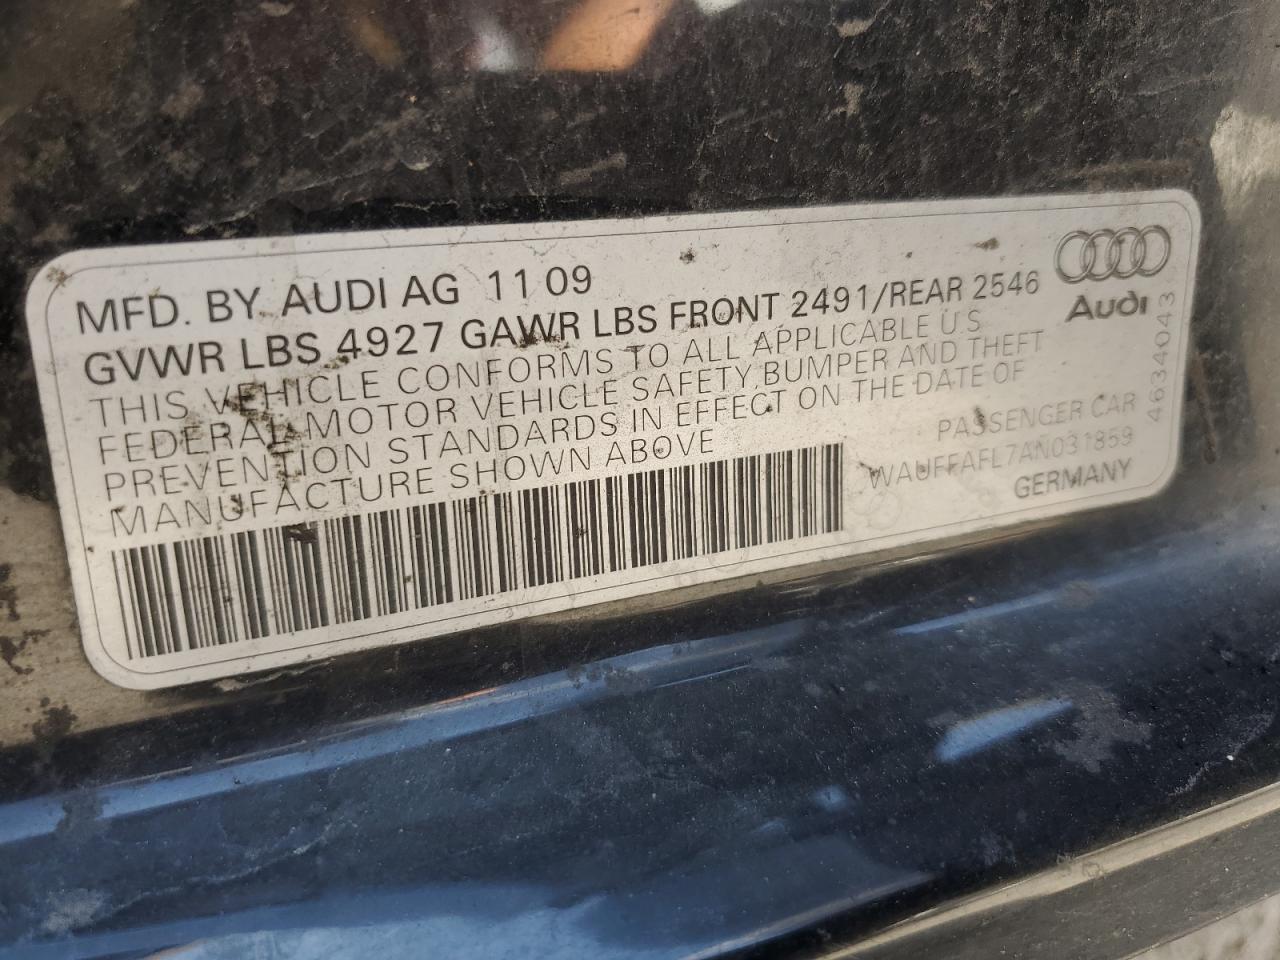 MFD. BY AUDI AG 11 09
GVWR LBS 4927 GAWR LBS FRONT 2491/REAR 2546
THIS VEHICLE CONFORMS TO ALL APPLICABLE U S
FEDERAL MOTOR VEHICLE SAFETY BUMPER AND THEFT
PREVENTION STANDARDS IN EFFECT ON THE DATE OF
MANUFACTURE SHOWN ABOVE
Audi
PASSENGER CAR
WAUFFAFL7AN031859
GERMANY
46340443